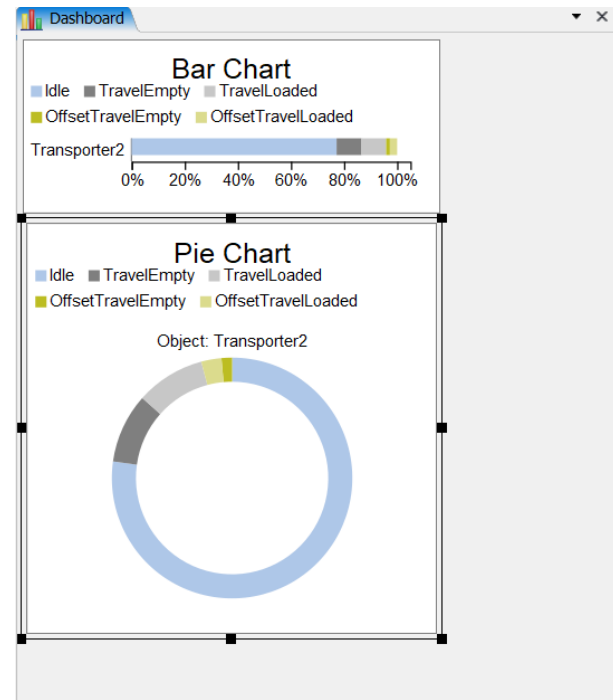 Dashboard
Bar Chart
Idle TravelEmpty TravelLoaded
OffsetTravelEmpty OffsetTravelLoaded
Transporter2
0% 20% 40% 60% 80% 100%
Pie Chart
Idle TravelEmpty TravelLoaded
OffsetTravelEmpty OffsetTravelLoaded
Object: Transporter2